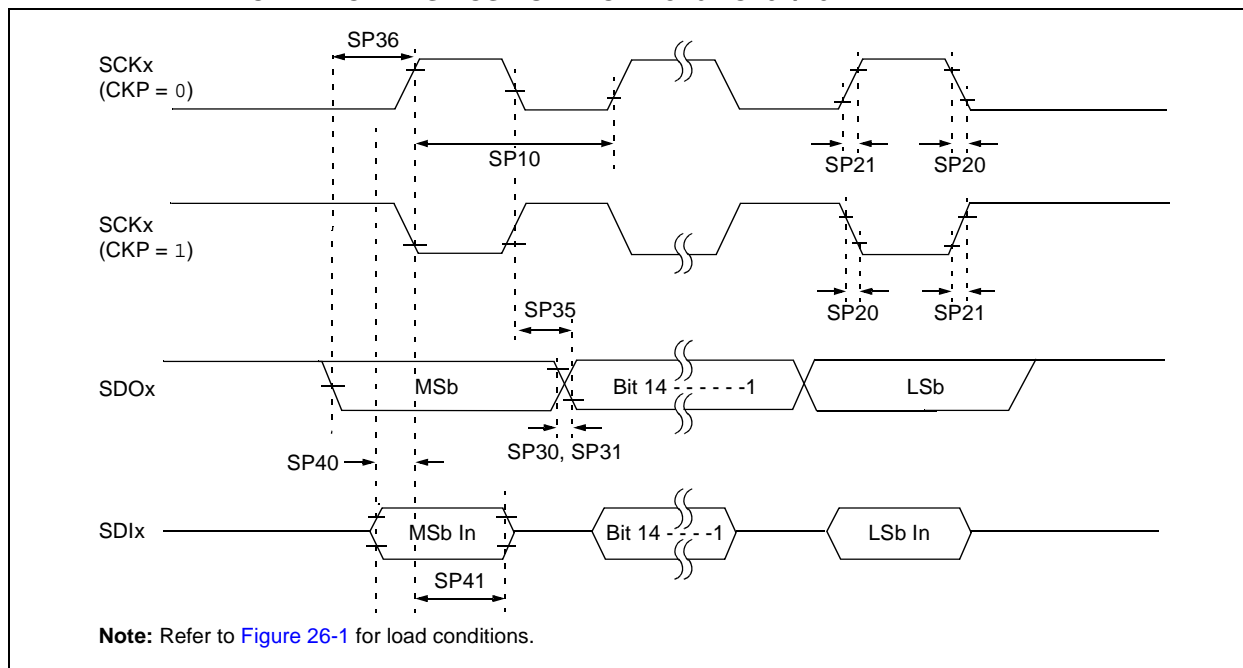 SP36
SCKx
(CKP = 0)
SP10
SP21
SP20
SCKx
(CKP = 1)
SP35
SP20
SP21
SDOx
MSb
Bit 14 - - - - - -1
LSb
SP30, SP31
SP40
SDIx
MSb In
Bit 14 - - - -1
LSb In
SP41
Note: Refer to Figure 26-1 for load conditions.